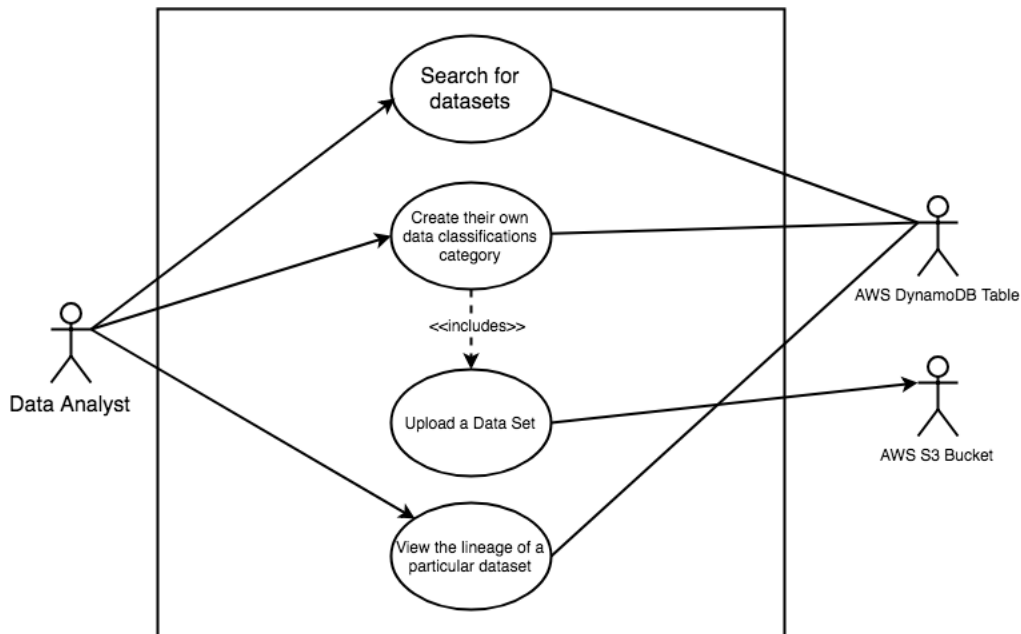 Search for
datasets
Create their own
data classifications
category
AWS DynamoDB Table
<<includes>>
Data Analyst
Upload a Data Set
AWS S3 Bucket
View the lineage of a
particular dataset